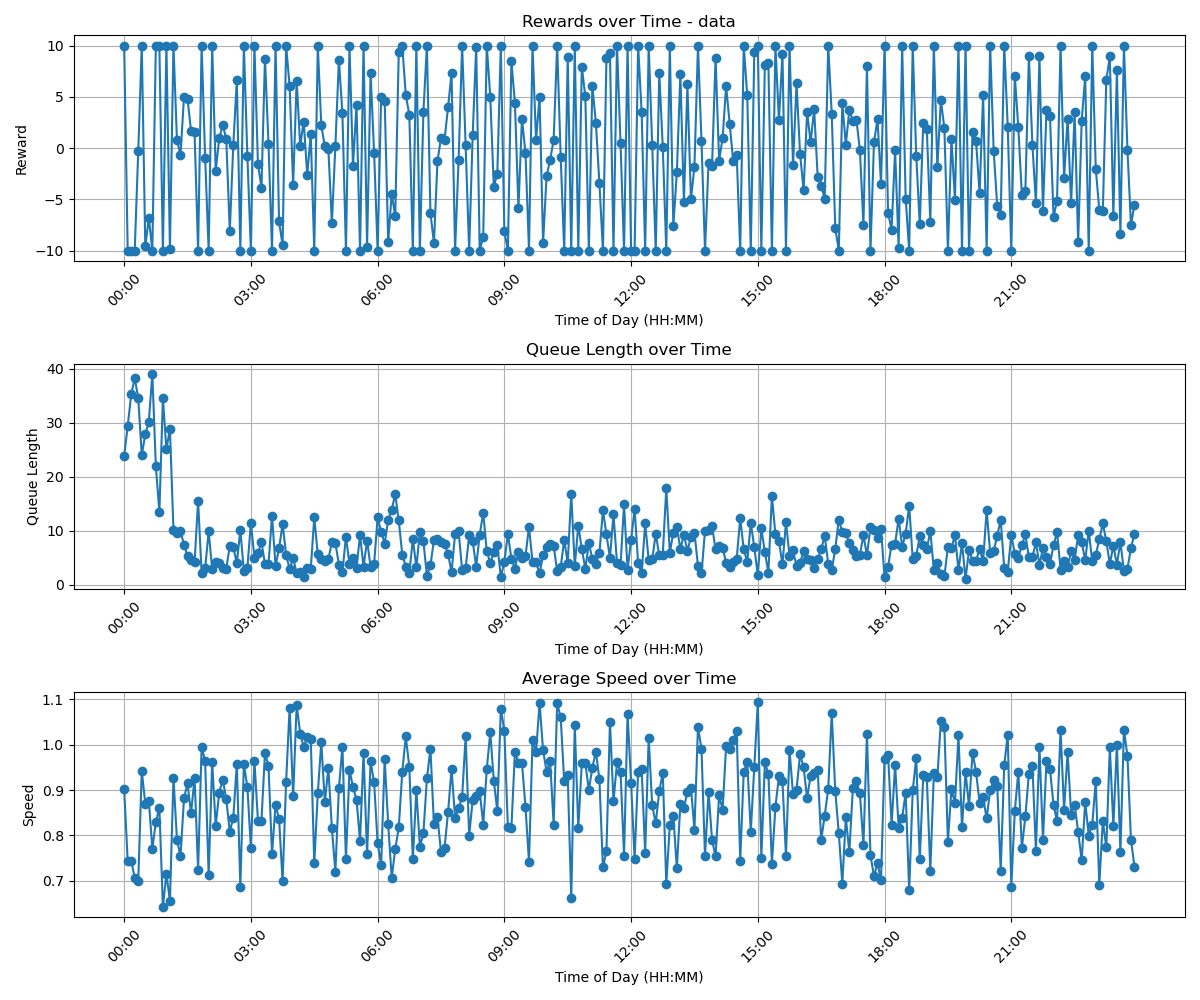 Rewards over Time - data
Reward
10
5
0
−5
−10
00:00 03:00 06:00 09:00 12:00 15:00 18:00 21:00
Time of Day (HH:MM)
Queue Length over Time
Queue Length
40
30
20
10
0
00:00 03:00 06:00 09:00 12:00 15:00 18:00 21:00
Time of Day (HH:MM)
Average Speed over Time
Speed
1.1
1.0
0.9
0.8
0.7
00:00 03:00 06:00 09:00 12:00 15:00 18:00 21:00
Time of Day (HH:MM)